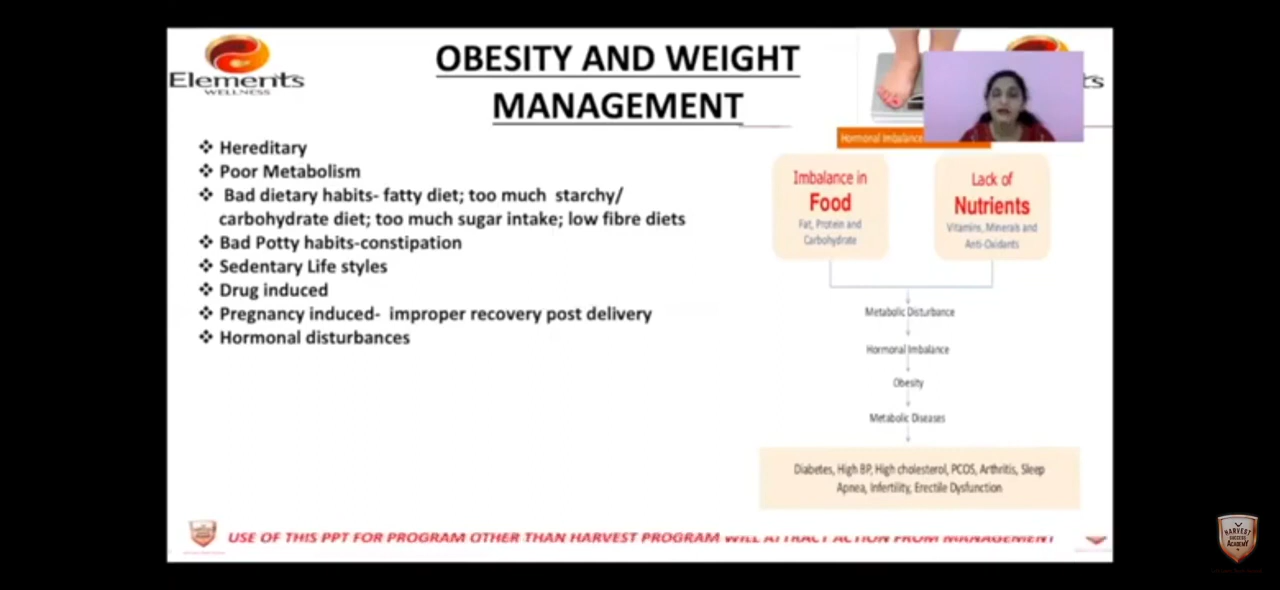 Elements
WELLNESS
OBESITY AND WEIGHT
MANAGEMENT
Hereditary
Poor Metabolism
Bad dietary habits- fatty diet; too much starchy/
carbohydrate diet; too much sugar intake; low fibre diets
Bad Potty habits-constipation
Sedentary Life styles
Drug induced
Pregnancy induced- improper recovery post delivery
Hormonal disturbances
Hormonal Imbalance
Imbalance in
Food
Fat, Protein and
Carbohydrate
Lack of
Nutrients
Vitamins, Minerals and
Anti-Oxidants
Metabolic Disturbance
Hormonal Imbalance
Obesity
Metabolic Diseases
Diabetes, High BP, High cholesterol, PCOS, Arthritis, Sleep
Apnea, Infertility, Erectile Dysfunction
USE OF THIS PPT FOR PROGRAM OTHER THAN HARVEST PROGRAM WILL ATTRACT ACTION FROM MANAGEMENT
HARVEST
SUCCESS
ACADEMY